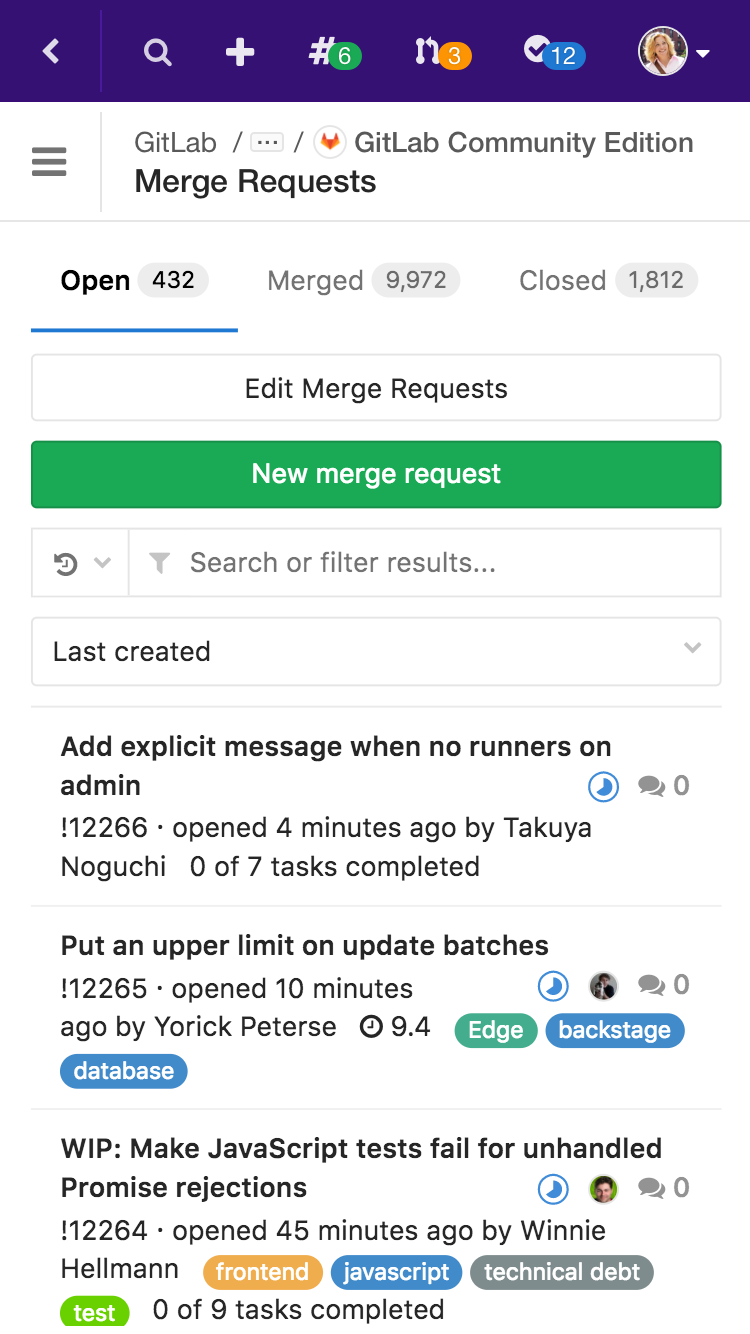 6 3 12
GitLab / ... / GitLab Community Edition
Merge Requests
Open 432 Merged 9,972 Closed 1,812
Edit Merge Requests
New merge request
Search or filter results...
Last created
Add explicit message when no runners on
admin 0
!12266 · opened 4 minutes ago by Takuya
Noguchi 0 of 7 tasks completed
Put an upper limit on update batches
!12265 · opened 10 minutes 0
ago by Yorick Peterse 9.4 Edge backstage
database
WIP: Make JavaScript tests fail for unhandled
Promise rejections 0
!12264 · opened 45 minutes ago by Winnie
Hellmann frontend javascript technical debt
test 0 of 9 tasks completed